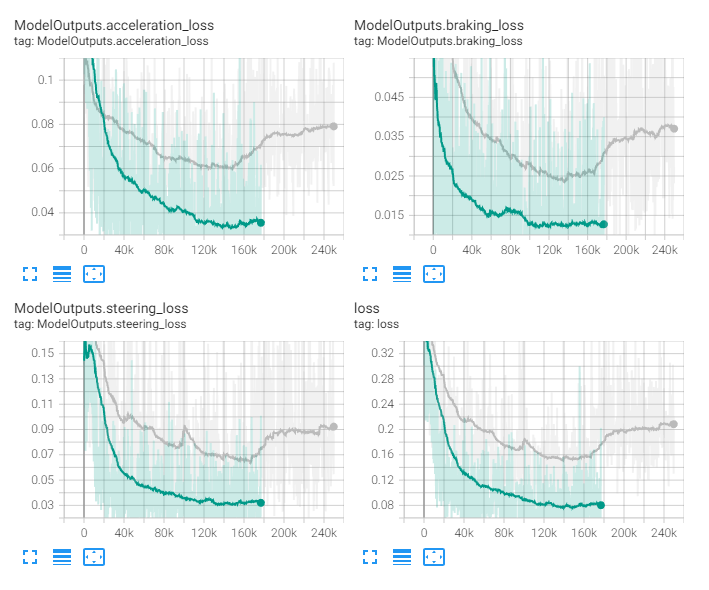 ModelOutputs.acceleration_loss
tag: ModelOutputs.acceleration_loss
0.1
0.08
0.06
0.04
0 40k 80k 120k 160k 200k 240k
ModelOutputs.braking_loss
tag: ModelOutputs.braking_loss
0.045
0.035
0.025
0.015
0 40k 80k 120k 160k 200k 240k
ModelOutputs.steering_loss
tag: ModelOutputs.steering_loss
0.15
0.13
0.11
0.09
0.07
0.05
0.03
0 40k 80k 120k 160k 200k 240k
loss
tag: loss
0.32
0.28
0.24
0.2
0.16
0.12
0.08
0 40k 80k 120k 160k 200k 240k